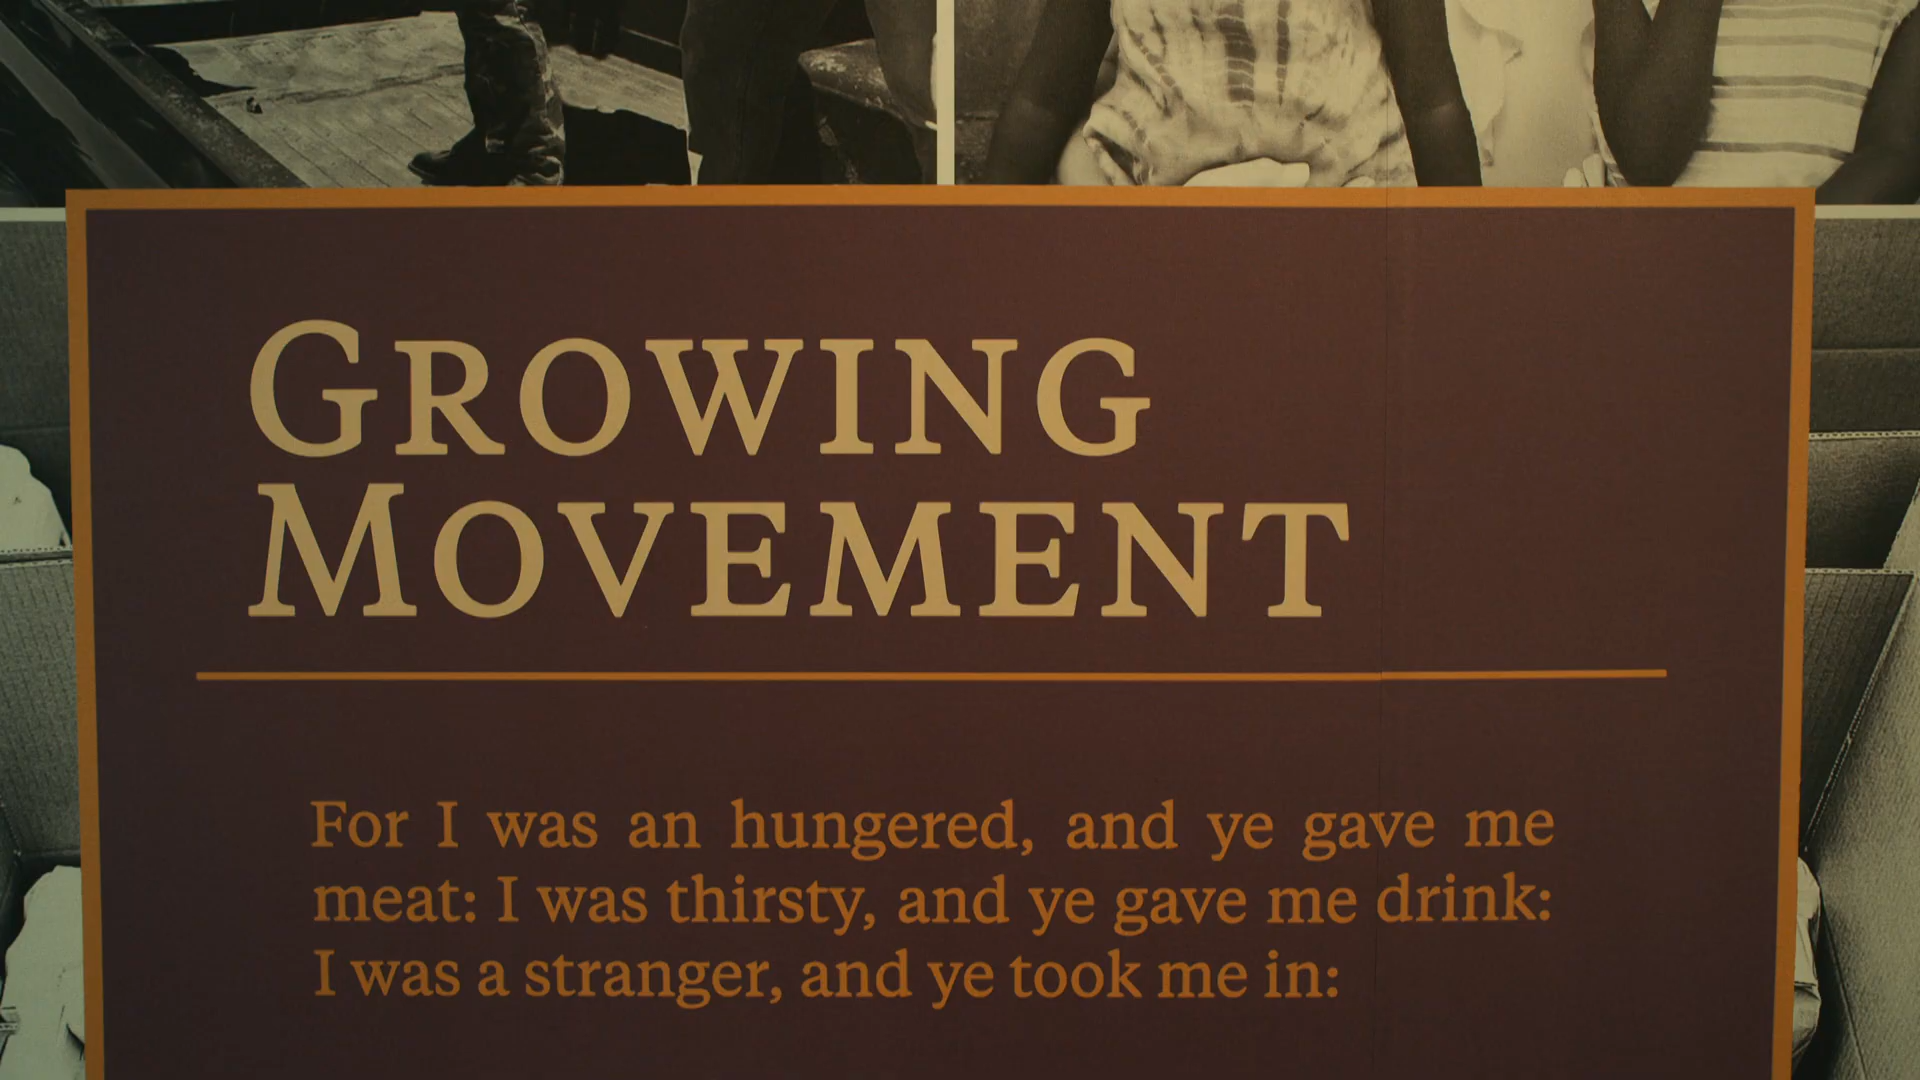 GROWING
MOVEMENT
For I was an hungered, and ye gave me
meat: I was thirsty, and ye gave me drink:
I was a stranger, and ye took me in: